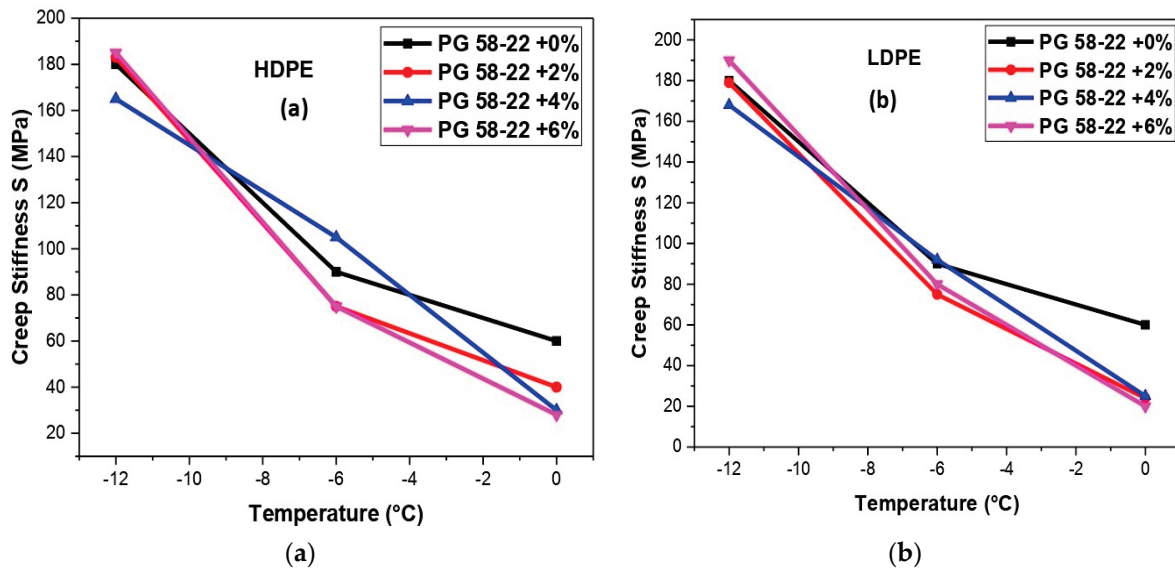 200
180
160
140
120
100
80
60
40
20
Creep Stiffness S (MPa)
HDPE
(a)
PG 58-22 +0%
PG 58-22 +2%
PG 58-22 +4%
PG 58-22 +6%
-12 -10 -8 -6 -4 -2 0
Temperature (°C)
(a)
200
180
160
140
120
100
80
60
40
20
0
Creep Stiffness S (MPa)
LDPE
(b)
PG 58-22 +0%
PG 58-22 +2%
PG 58-22 +4%
PG 58-22 +6%
-12 -10 -8 -6 -4 -2 0
Temperature (°C)
(b)